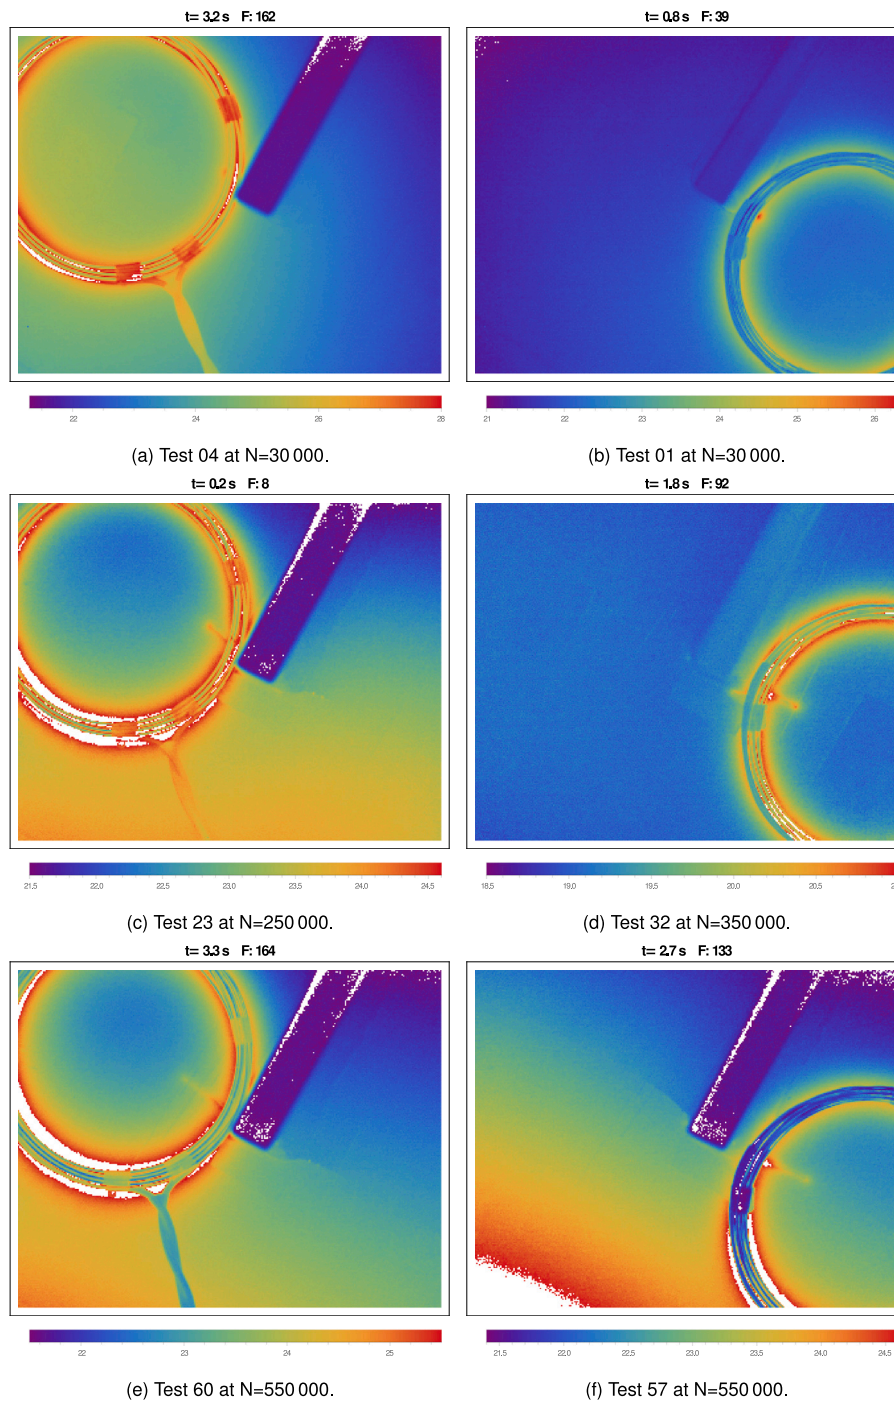 t= 3.2 s F: 162
t= 0.8 s F: 39
22 24 26 28
21 22 23 24 25 26
(a) Test 04 at N=30 000.
(b) Test 01 at N=30 000.
t= 0.2 s F: 8
t= 1.8 s F: 92
21.5 22.0 22.5 23.0 23.5 24.0 24.5
18.5 19.0 19.5 20.0 20.5
(c) Test 23 at N=250 000.
(d) Test 32 at N=350 000.
t= 3.3 s F: 164
t= 2.7 s F: 133
22 23 24 25
21.5 22.0 22.5 23.0 23.5 24.0 24.5
(e) Test 60 at N=550 000.
(f) Test 57 at N=550 000.